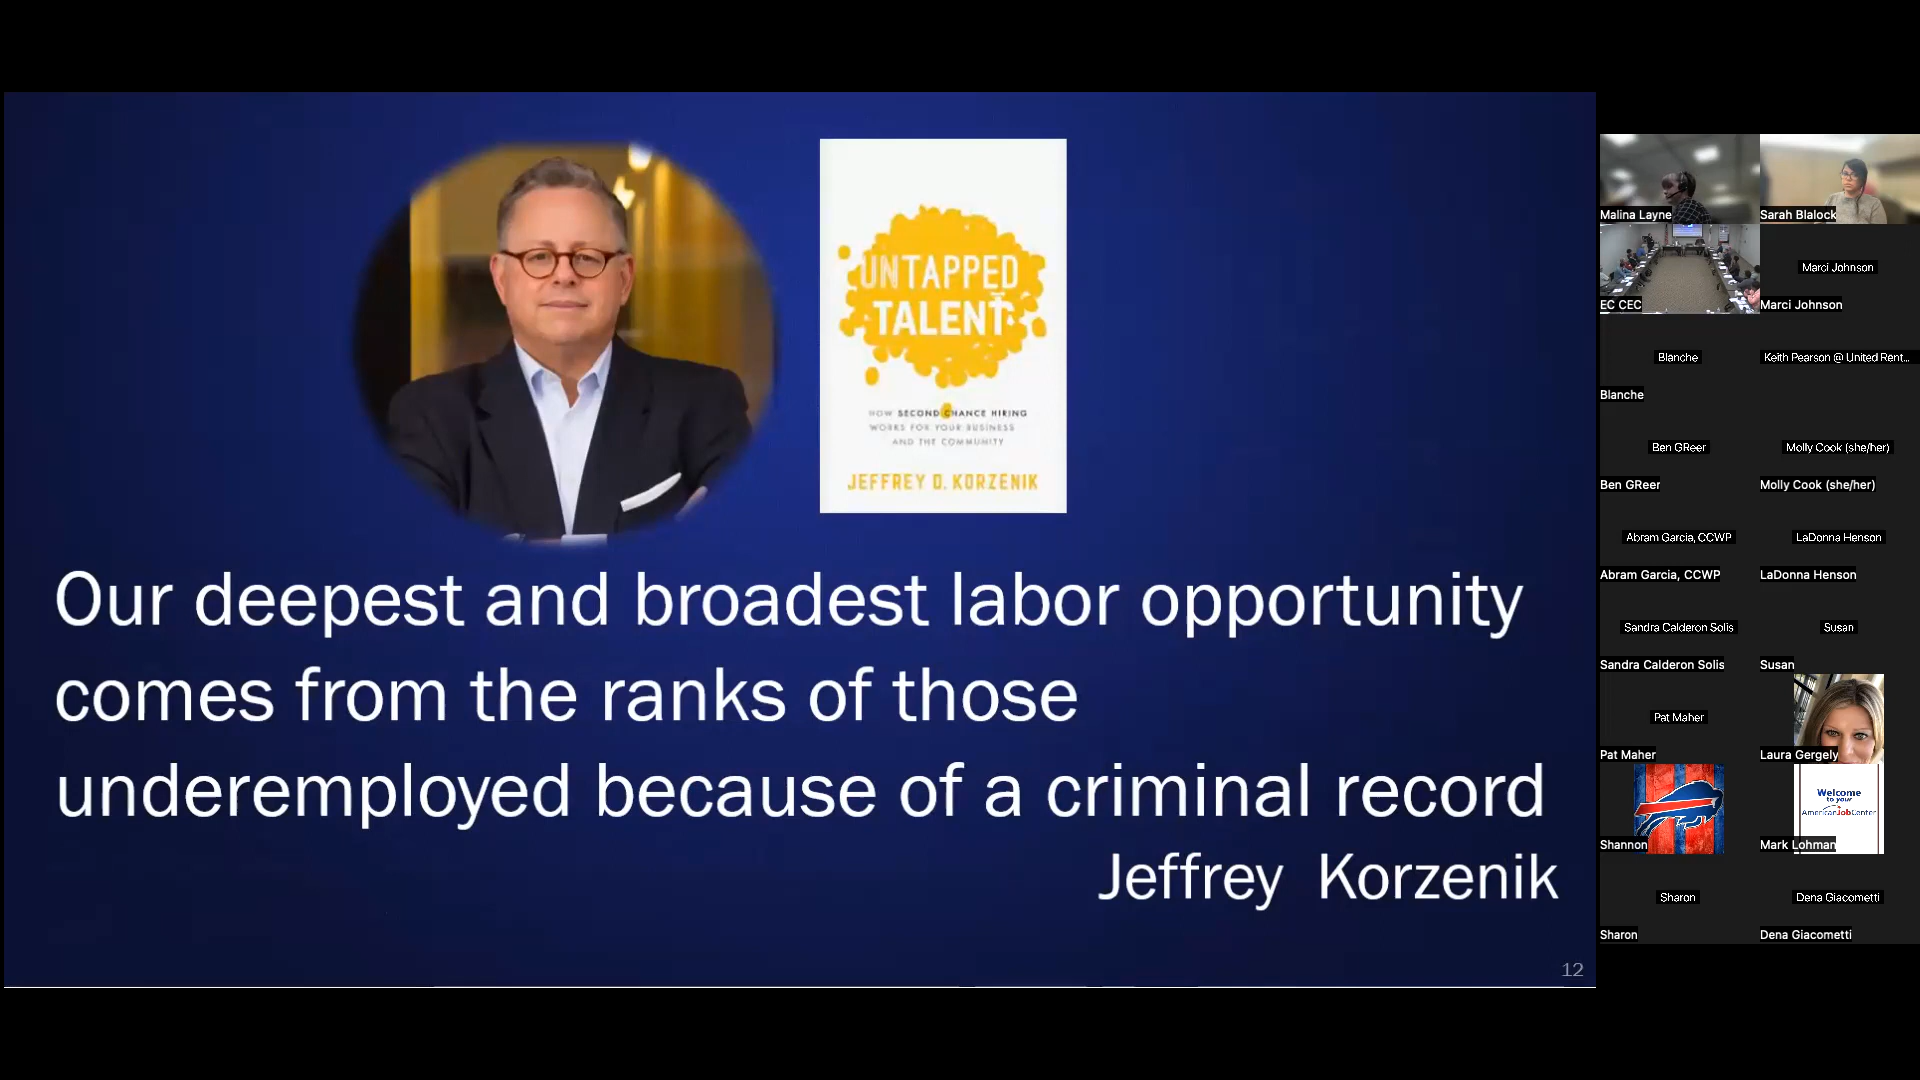 UNTAPPED
TALENT
HOW SECOND CHANCE HIRING
WORKS FOR YOUR BUSINESS
AND THE COMMUNITY
JEFFREY D. KORZENIK
Our deepest and broadest labor opportunity
comes from the ranks of those
underemployed because of a criminal record
Jeffrey Korzenik
12
Malina Layne
Sarah Blalock
EC CEC
Marci Johnson
Marci Johnson
Blanche
Blanche
Keith Pearson @ United Rent...
Ben GReer
Ben GReer
Molly Cook (she/her)
Molly Cook (she/her)
Abram Garcia, CCWP
Abram Garcia, CCWP
LaDonna Henson
LaDonna Henson
Sandra Calderon Solis
Sandra Calderon Solis
Susan
Susan
Pat Maher
Pat Maher
Laura Gergely
Shannon
Welcome
to your
AmericanJobCenter
Mark Lohman
Sharon
Sharon
Dena Giacometti
Dena Giacometti